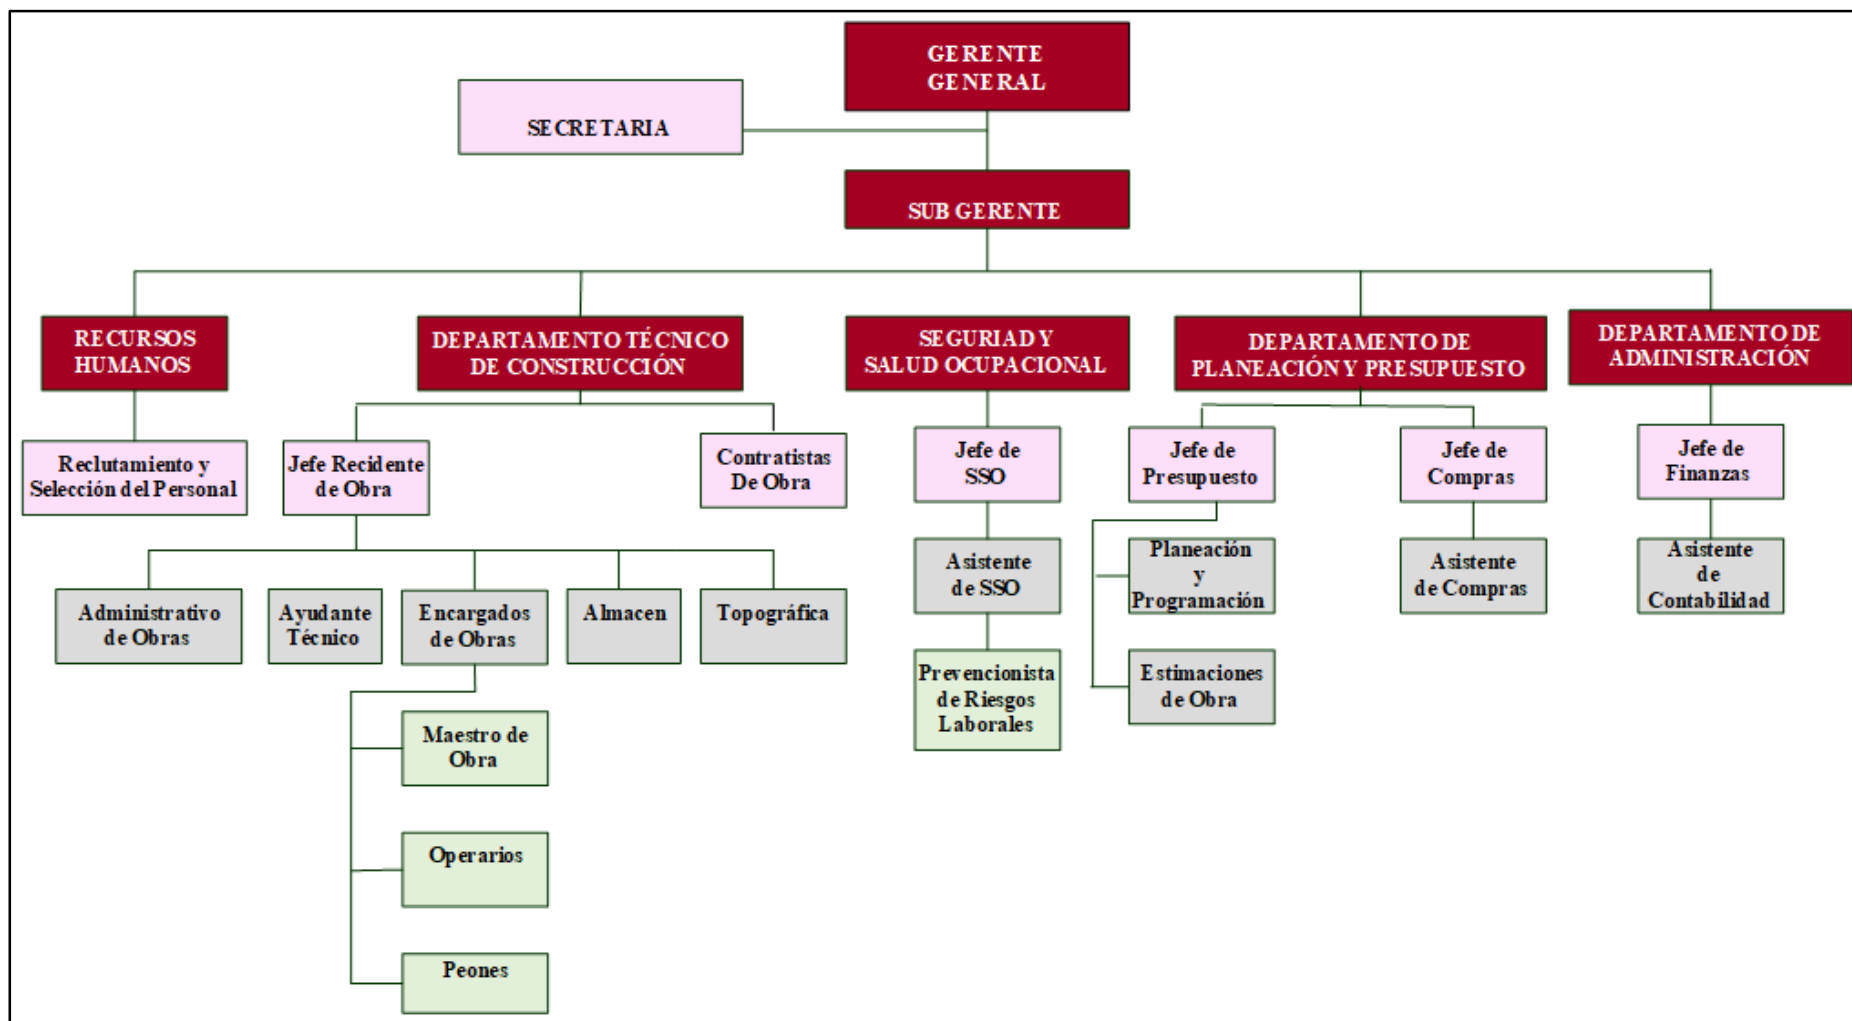 GERENTE
GENERAL
SECRETARIA
SUB GERENTE
RECURSOS
HUMANOS
DEPARTAMENTO TÉCNICO
DE CONSTRUCCIÓN
SEGURIAD Y
SALUD OCUPACIONAL
DEPARTAMENTO DE
PLANEACIÓN Y PRESUPUESTO
DEPARTAMENTO DE
ADMINISTRACIÓN
Reclutamiento y
Selección del Personal
Jefe Recidente
de Obra
Contratistas
De Obra
Jefe de
SSO
Jefe de
Presupuesto
Jefe de
Compras
Jefe de
Finanzas
Administrativo
de Obras
Ayudante
Técnico
Encargados
de Obras
Almacen
Topográfica
Asistente
de SSO
Planeación
y
Programación
Asistente
de Compras
Asistente
de
Contabilidad
Prevencionista
de Riesgos
Laborales
Estimaciones
de Obra
Maestro de
Obra
Operarios
Peones